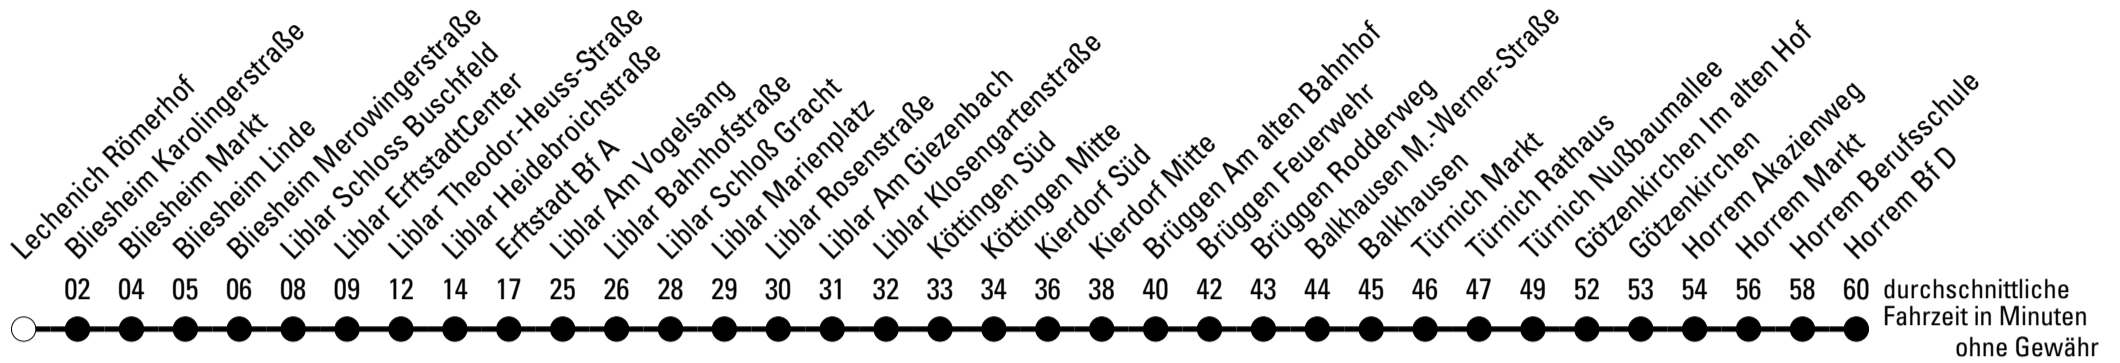 Lechenich Römerhof
Bliesheim Karolingerstraße
Bliesheim Markt
Bliesheim Linde
Bliesheim Merowingerstraße
Liblar Schloss Buschfeld
Liblar ErftstadtCenter
Liblar Theodor-Heuss-Straße
Liblar Heidebroichstraße
Erftstadt Bf A
Liblar Am Vogelsang
Liblar Bahnhofstraße
Liblar Schloß Gracht
Liblar Marienplatz
Liblar Rosenstraße
Liblar Am Giezenbach
Liblar Klosengartenstraße
Köttingen Süd
Köttingen Mitte
Kierdorf Süd
Kierdorf Mitte
Brüggen Am alten Bahnhof
Brüggen Feuerwehr
Brüggen Rodderweg
Balkhausen M.-Werner-Straße
Balkhausen
Türnich Markt
Türnich Rathaus
Türnich Nußbaumallee
Götzenkirchen Im alten Hof
Götzenkirchen
Horrem Akazienweg
Horrem Markt
Horrem Berufsschule
Horrem Bf D
02 04 05 06 08 09 12 14 17 25 26 28 29 30 31 32 33 34 36 38 40 42 43 44 45 46 47 49 52 53 54 56 58 60 durchschnittliche
Fahrzeit in Minuten
ohne Gewähr